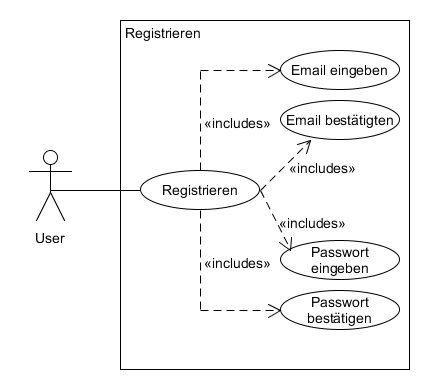 Registrieren
Email eingeben
«includes»
Email bestätigten
«includes»
Registrieren
User
«includes»
Passwort
eingeben
«includes»
Passwort
bestätigen